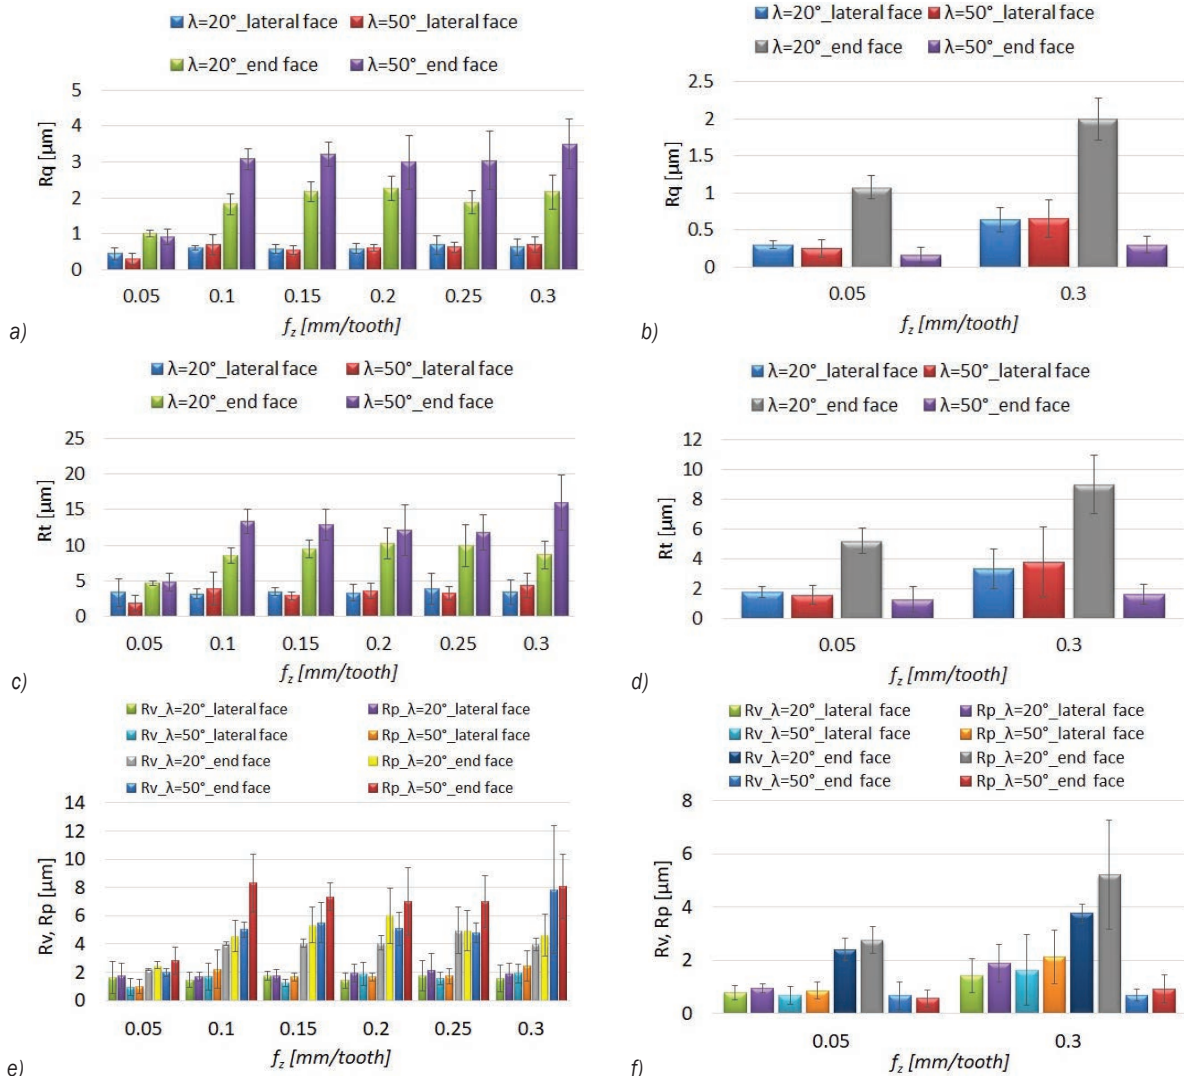 λ=20°_lateral face λ=50°_lateral face
λ=20°_end face λ=50°_end face
5
4
3
2
1
0
Rq [µm]
0.05 0.1 0.15 0.2 0.25 0.3
fz [mm/tooth]
a)
λ=20°_lateral face λ=50°_lateral face
λ=20°_end face λ=50°_end face
2.5
2
1.5
1
0.5
0
Rq [µm]
0.05 0.3
fz [mm/tooth]
b)
λ=20°_lateral face λ=50°_lateral face
λ=20°_end face λ=50°_end face
25
20
15
10
5
0
Rt [µm]
0.05 0.1 0.15 0.2 0.25 0.3
fz [mm/tooth]
c)
λ=20°_lateral face λ=50°_lateral face
λ=20°_end face λ=50°_end face
12
10
8
6
4
2
0
Rt [µm]
0.05 0.3
fz [mm/tooth]
d)
Rv_λ=20°_lateral face Rp_λ=20°_lateral face
Rv_λ=50°_lateral face Rp_λ=50°_lateral face
Rv_λ=20°_end face Rp_λ=20°_end face
Rv_λ=50°_end face Rp_λ=50°_end face
14
12
10
8
6
4
2
0
Rv, Rp [µm]
0.05 0.1 0.15 0.2 0.25 0.3
fz [mm/tooth]
e)
Rv_λ=20°_lateral face Rp_λ=20°_lateral face
Rv_λ=50°_lateral face Rp_λ=50°_lateral face
Rv_λ=20°_end face Rp_λ=20°_end face
Rv_λ=50°_end face Rp_λ=50°_end face
8
6
4
2
0
Rv, Rp [µm]
0.05 0.3
fz [mm/tooth]
f)